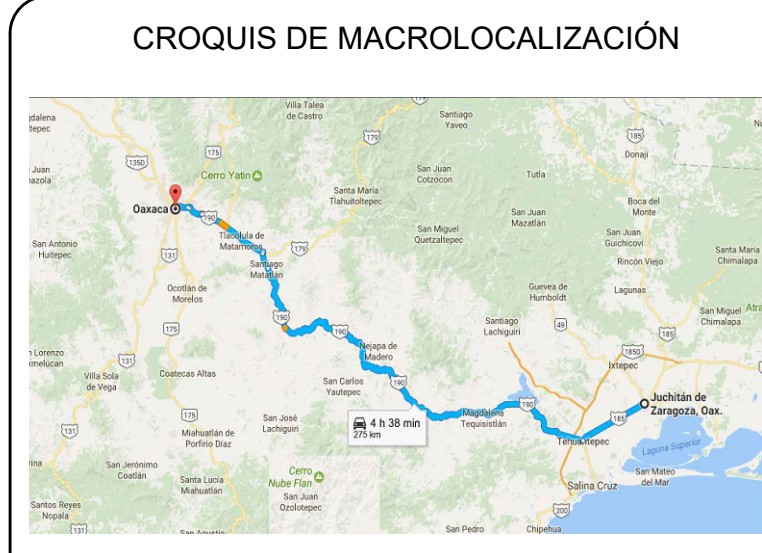 CROQUIS DE MACROLOCALIZACIÓN
Villa Talea
de Castro
179
Santiago
Yaveo
175
135D
185
Donají
Cerro Yatin
San Juan
Cotzocon
Tutla
Santa María
Tlahuitoltepec
Boca del
Monte
Oaxaca
190
San Juan
Mazatlán
San Miguel
Quetzaltepec
San Juan
Guichicovi
Tlacolula de
Matamoros
San Antonio
Huitepec
179
Santa María
Chimalapa
131
Santiago
Matatlán
Rincón Viejo
Ocotlán de
Morelos
Guevea de
Humboldt
Lagunas
San Miguel
Chimalapa
190
190
175
Santiago
Lachiguiri
49
185
Nejapa de
Madero
185D
131
Ixtepec
Villa Sola
de Vega
Coatecas Altas
San Carlos
Yautepec
190
Juchitán de
Zaragoza, Oax.
190
Magdalena
Tequisistlán
185
San José
Lachiguiri
4 h 38 min
275 km
131
Miahuatlán de
Porfirio Díaz
Tehuantepec
Laguna Superior
San Jerónimo
Coatlán
Santa Lucía
Miahuatlán
Cerro
Nube Flan
San Mateo
del Mar
Salina Cruz
San Juan
Ozolotepec
Santos Reyes
Nopala
200
131
175
San Agustín
San Pedro
Chipehua